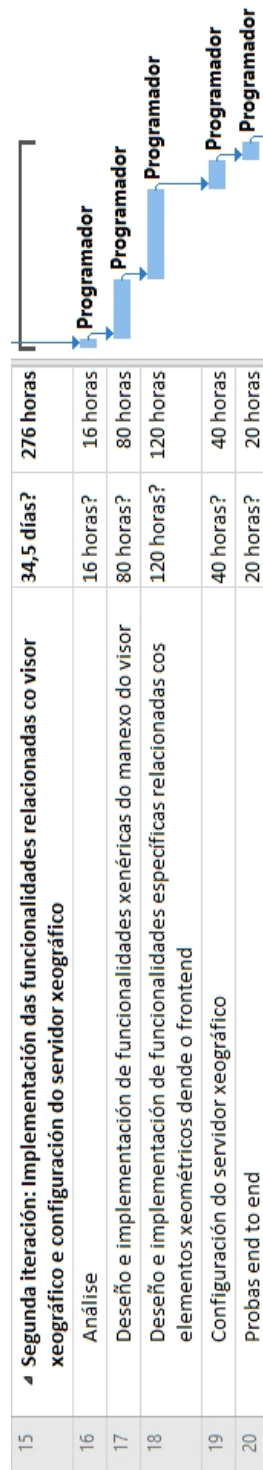 15 Segunda iteración: Implementación das funcionalidades relacionadas co visor 34,5 días? 276 horas
xeográfico e configuración do servidor xeográfico
16 Análise 16 horas? 16 horas Programador
17 Deseño e implementación de funcionalidades xenéricas do manexo do visor 80 horas? 80 horas Programador
18 Deseño e implementación de funcionalidades específicas relacionadas cos 120 horas? 120 horas Programador
elementos xeométricos dende o frontend
19 Configuración do servidor xeográfico 40 horas? 40 horas Programador
20 Probas end to end 20 horas? 20 horas Programador